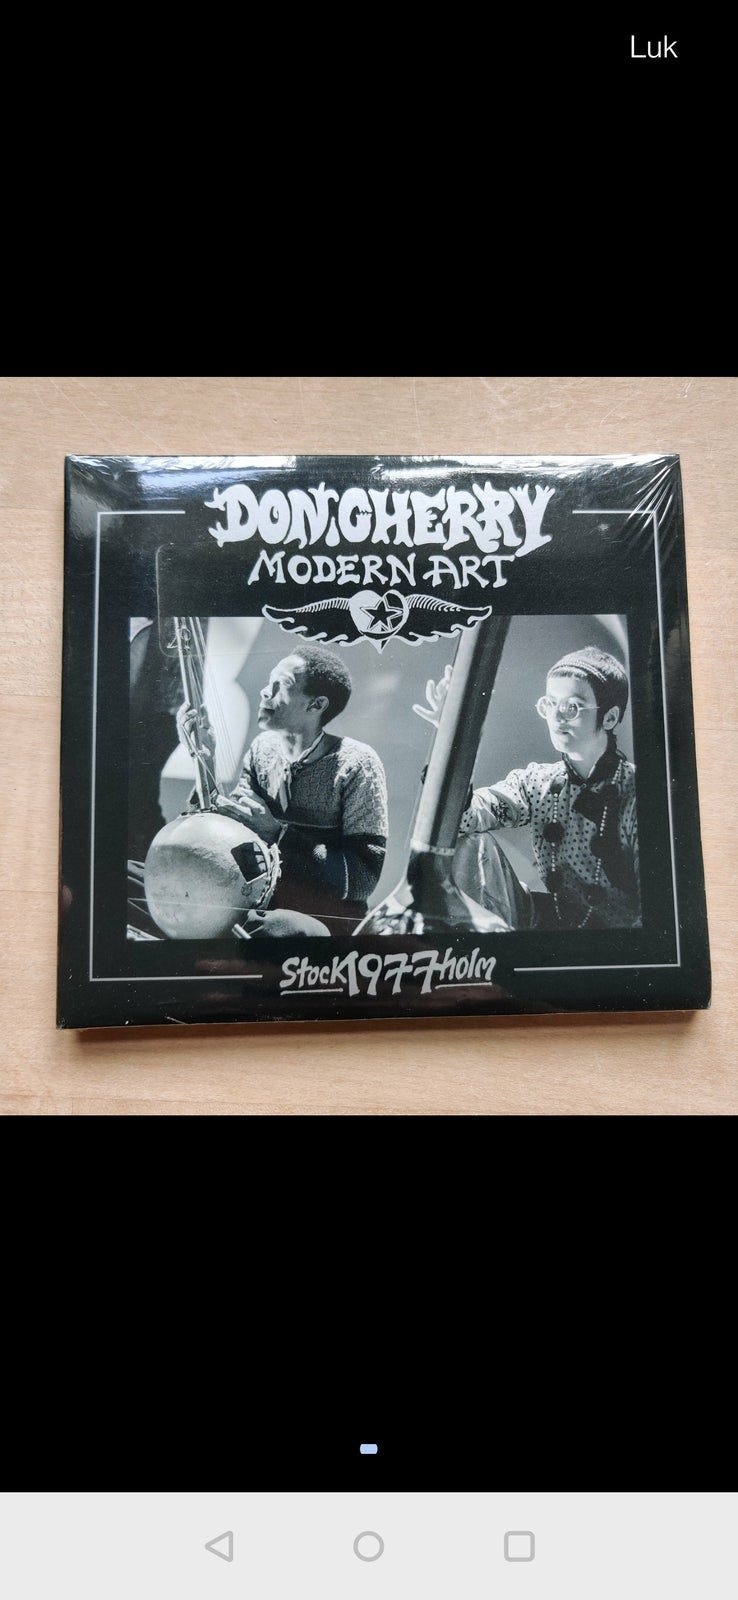 Luk
DON CHERRY
MODERN ART
Stock1977holm